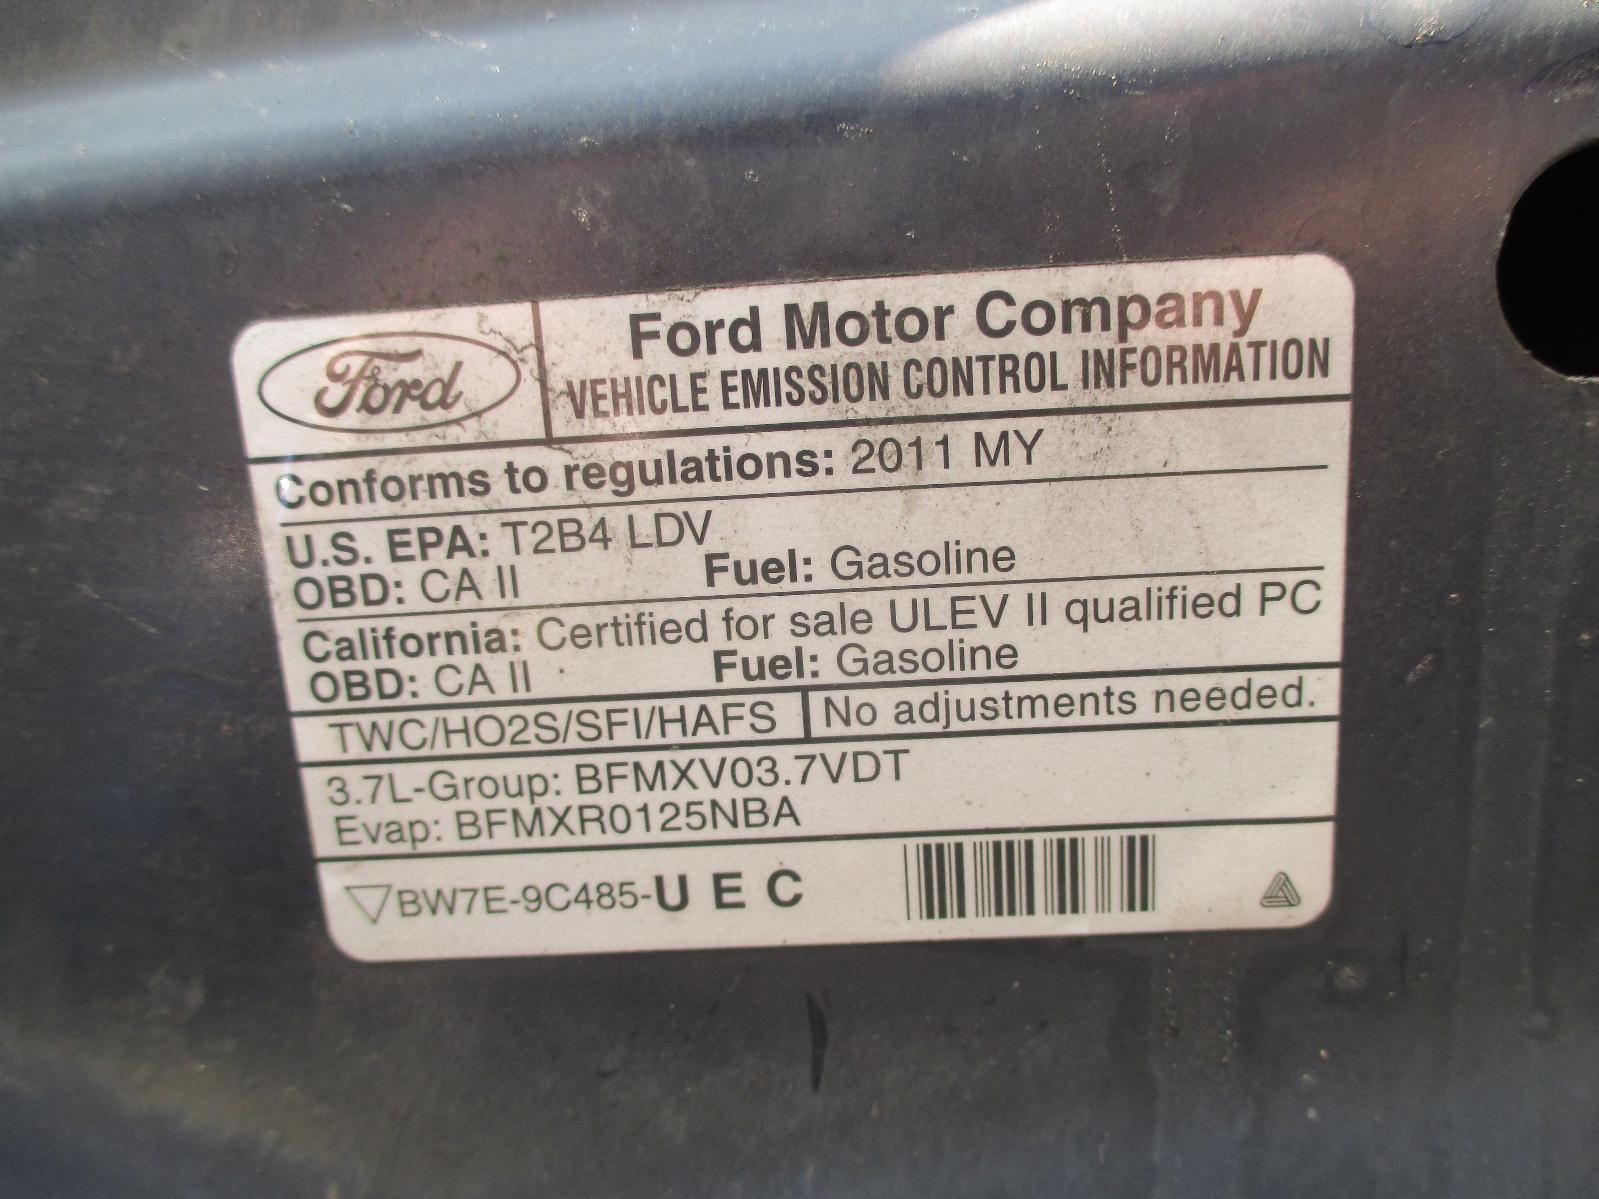 Ford
Ford Motor Company
VEHICLE EMISSION CONTROL INFORMATION
Conforms to regulations: 2011 MY
U.S. EPA: T2B4 LDV
OBD: CA II Fuel: Gasoline
California: Certified for sale ULEV II qualified PC
OBD: CA II Fuel: Gasoline
TWC/HO2S/SFI/HAFS No adjustments needed.
3.7L-Group: BFMXV03.7VDT
Evap: BFMXR0125NBA
BW7E-9C485-U E C